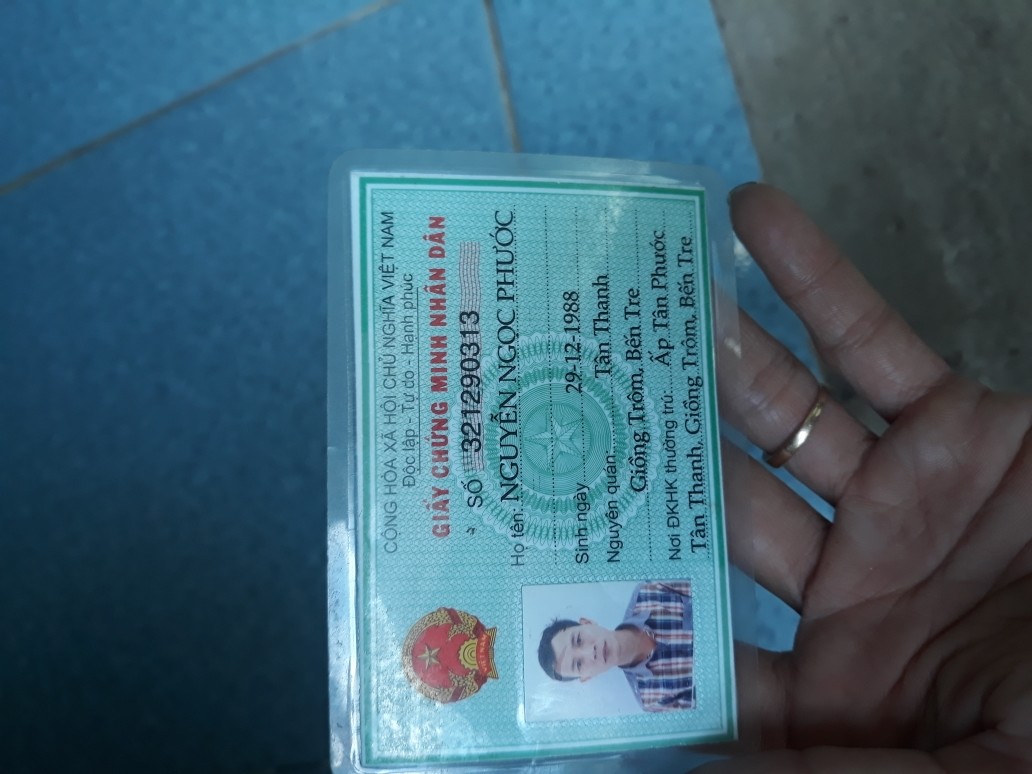 CỘNG HÒA XÃ HỘI CHỦ NGHĨA VIỆT NAM
Độc lập - Tự do - Hạnh phúc
GIẤY CHỨNG MINH NHÂN DÂN
SỐ 321290313
Họ tên: NGUYỄN NGỌC PHƯỚC
Sinh ngày 29-12-1988
Nguyên quán Tân Thanh
Giồng Trôm, Bến Tre
Nơi ĐKHK thường trú: Ấp Tân Phước
Tân Thanh, Giồng Trôm, Bến Tre
VIỆT NAM